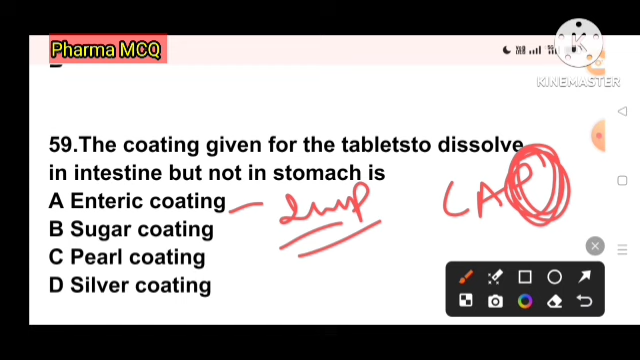 Pharma MCQ
KINEMASTER
59.The coating given for the tabletsto dissolve
in intestine but not in stomach is
A Enteric coating
B Sugar coating
C Pearl coating
D Silver coating
CAP